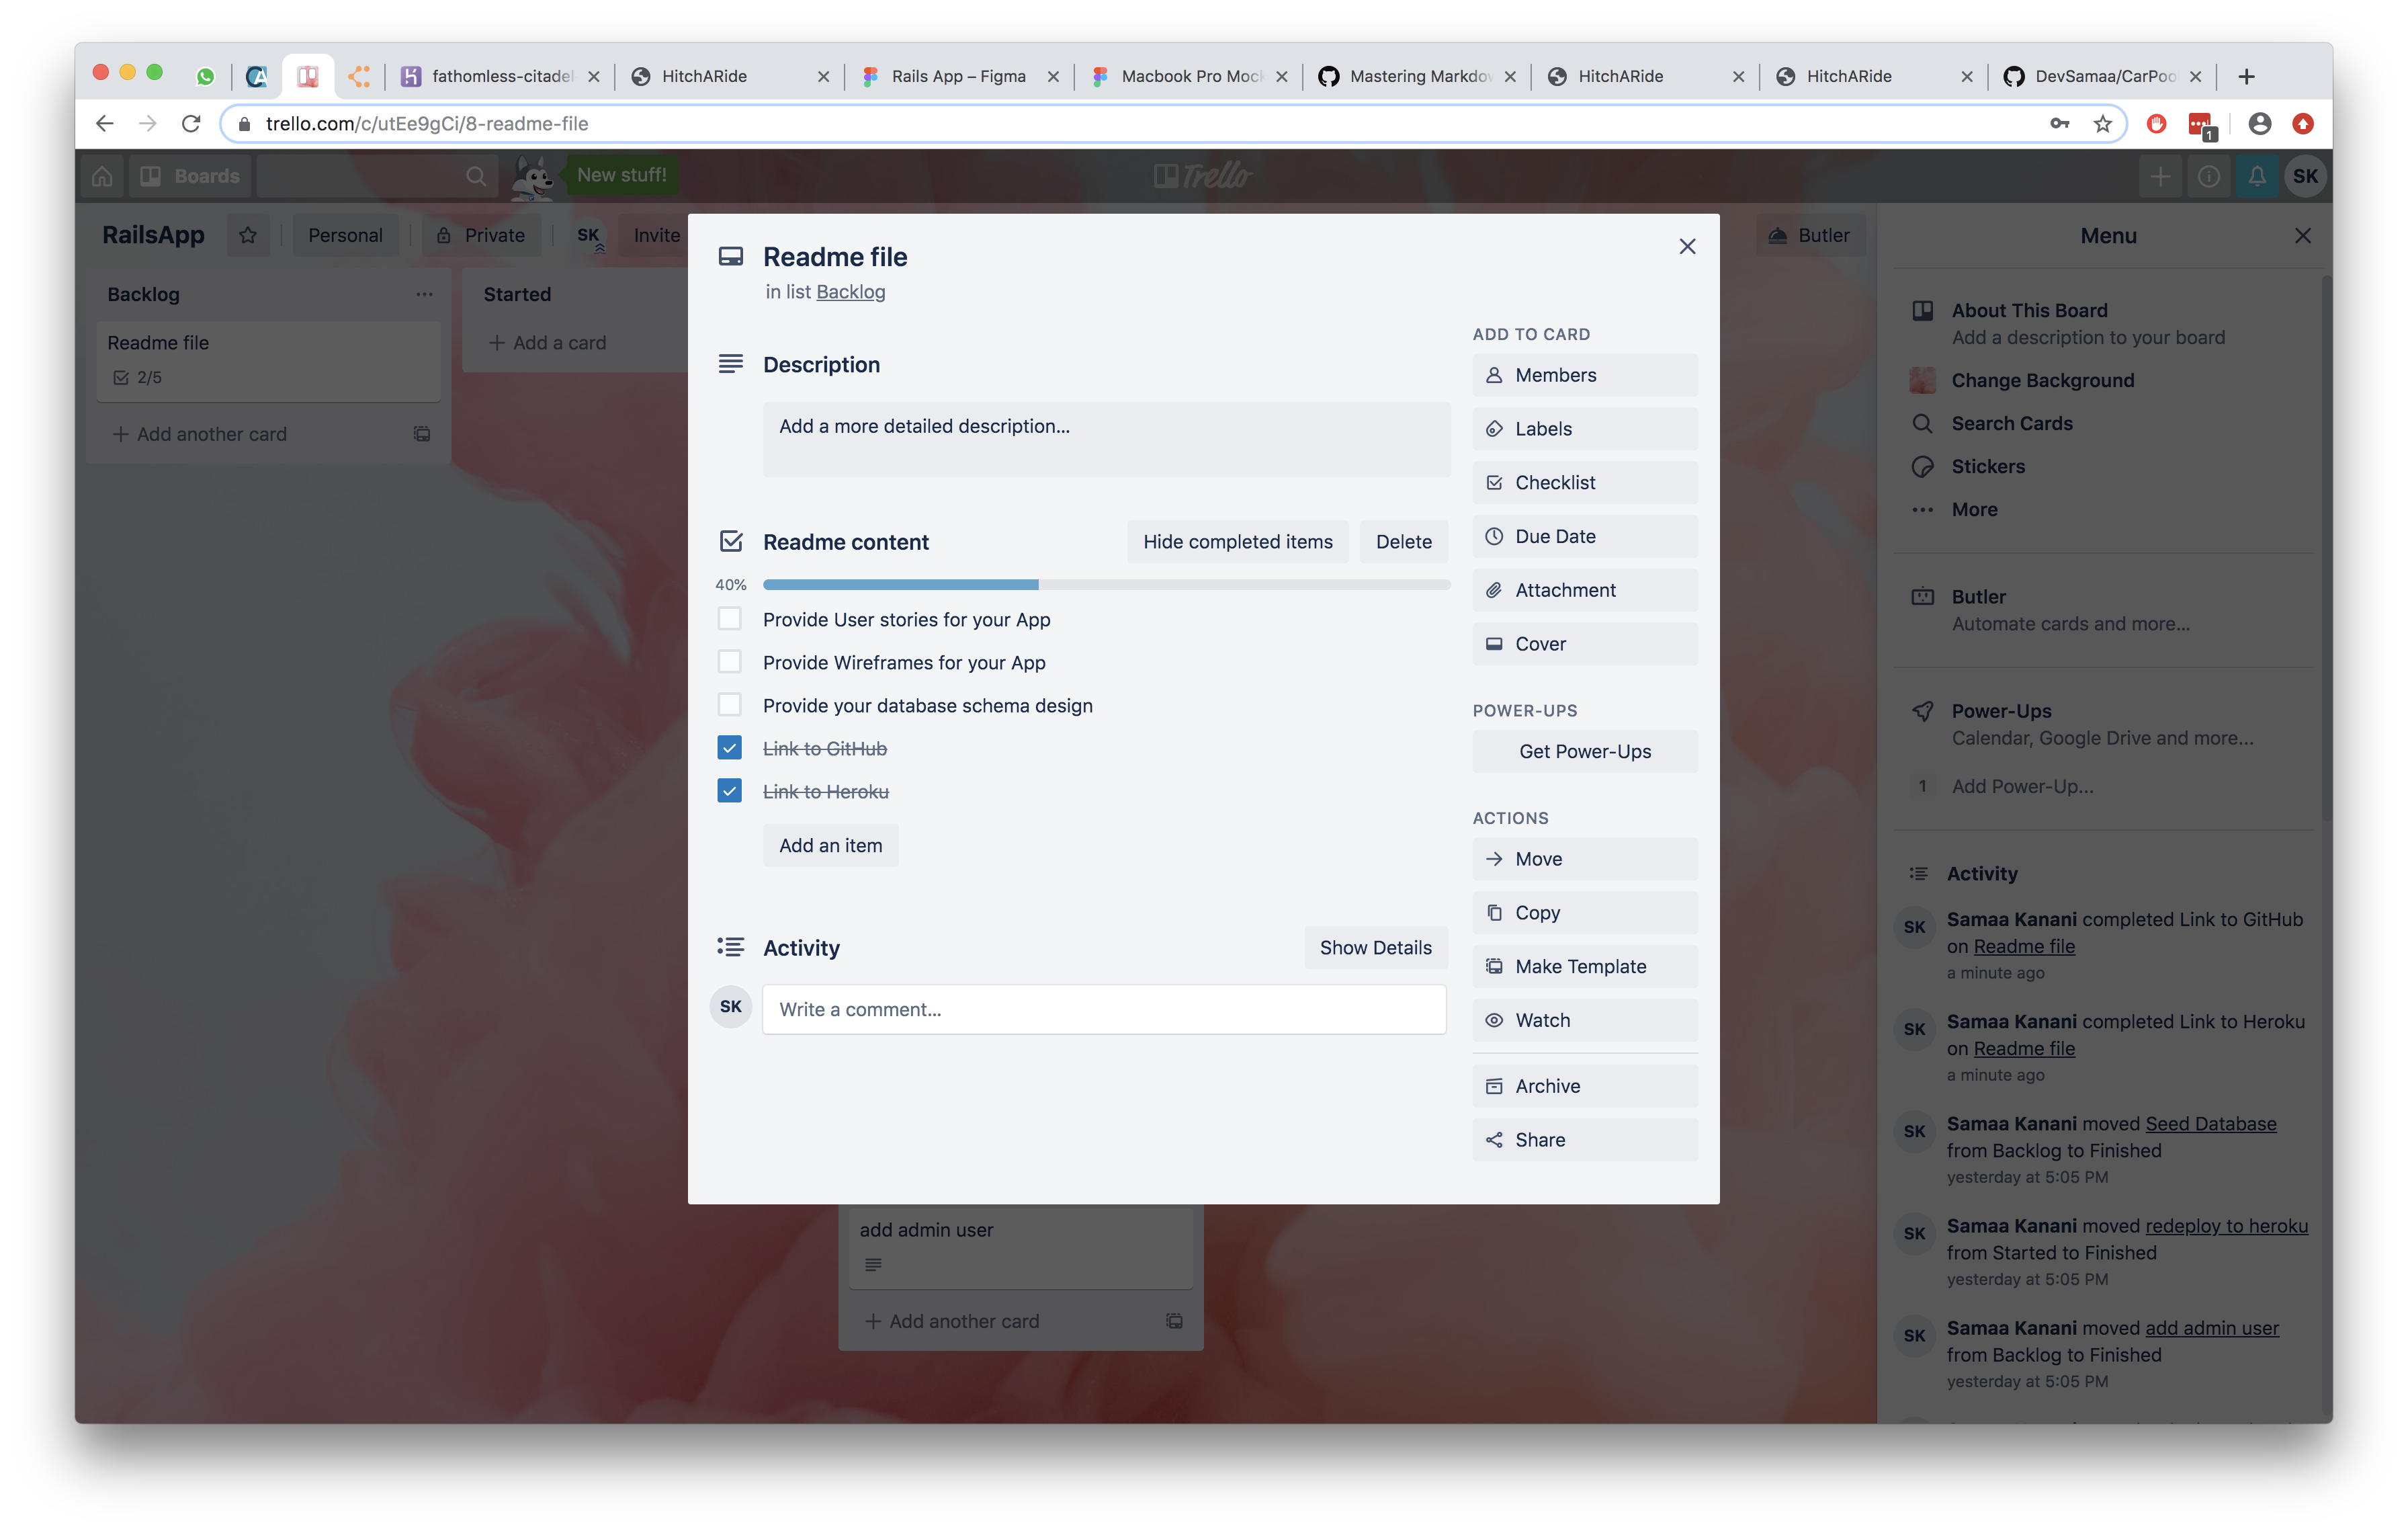 fathomless-citadel
HitchARide
Rails App – Figma
Macbook Pro Mock
Mastering Markdow
HitchARide
HitchARide
DevSamaa/CarPoo
trello.com/c/utEe9gCi/8-readme-file
1
Boards
New stuff!
Trello
SK
RailsApp
Personal
Private
SK
Invite
Butler
Backlog
Readme file
2/5
Add another card
Started
Add a card
Readme file
in list Backlog
Description
Add a more detailed description...
Readme content
Hide completed items
Delete
40%
Provide User stories for your App
Provide Wireframes for your App
Provide your database schema design
Link to GitHub
Link to Heroku
Add an item
Activity
Show Details
SK
Write a comment...
ADD TO CARD
Members
Labels
Checklist
Due Date
Attachment
Cover
POWER-UPS
Get Power-Ups
ACTIONS
Move
Copy
Make Template
Watch
Archive
Share
add admin user
Add another card
Menu
About This Board
Add a description to your board
Change Background
Search Cards
Stickers
More
Butler
Automate cards and more...
Power-Ups
Calendar, Google Drive and more...
1
Add Power-Up...
Activity
SK
Samaa Kanani completed Link to GitHub
on Readme file
a minute ago
SK
Samaa Kanani completed Link to Heroku
on Readme file
a minute ago
SK
Samaa Kanani moved Seed Database
from Backlog to Finished
yesterday at 5:05 PM
SK
Samaa Kanani moved redeploy to heroku
from Started to Finished
yesterday at 5:05 PM
SK
Samaa Kanani moved add admin user
from Backlog to Finished
yesterday at 5:05 PM